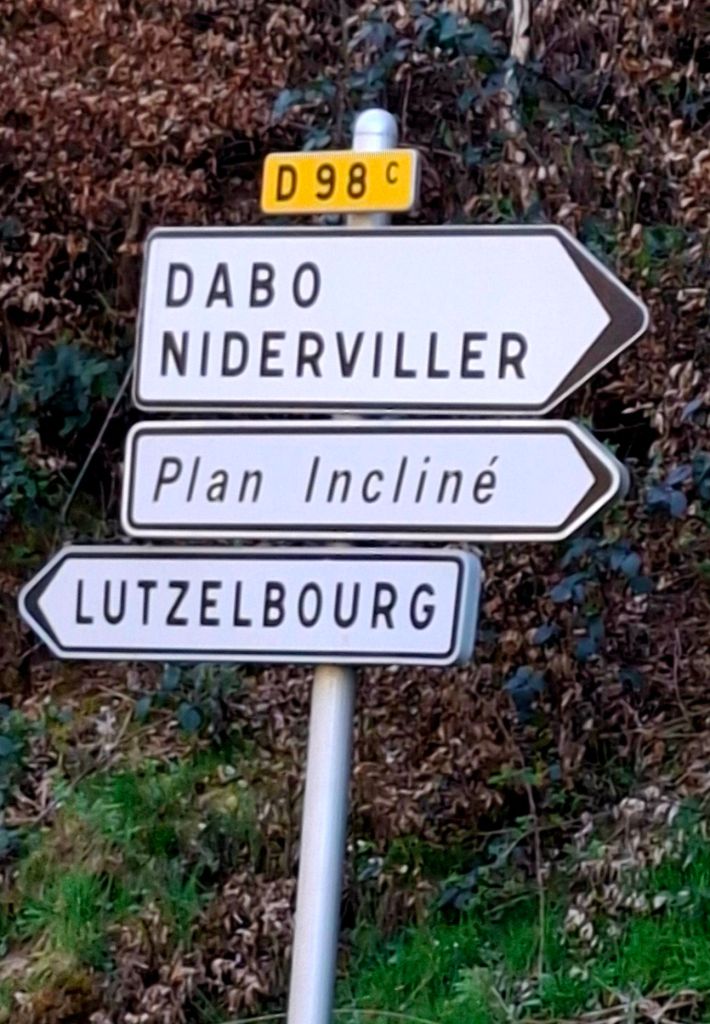 D 98 C
DABO
NIDERVILLER
Plan Incliné
LUTZELBOURG